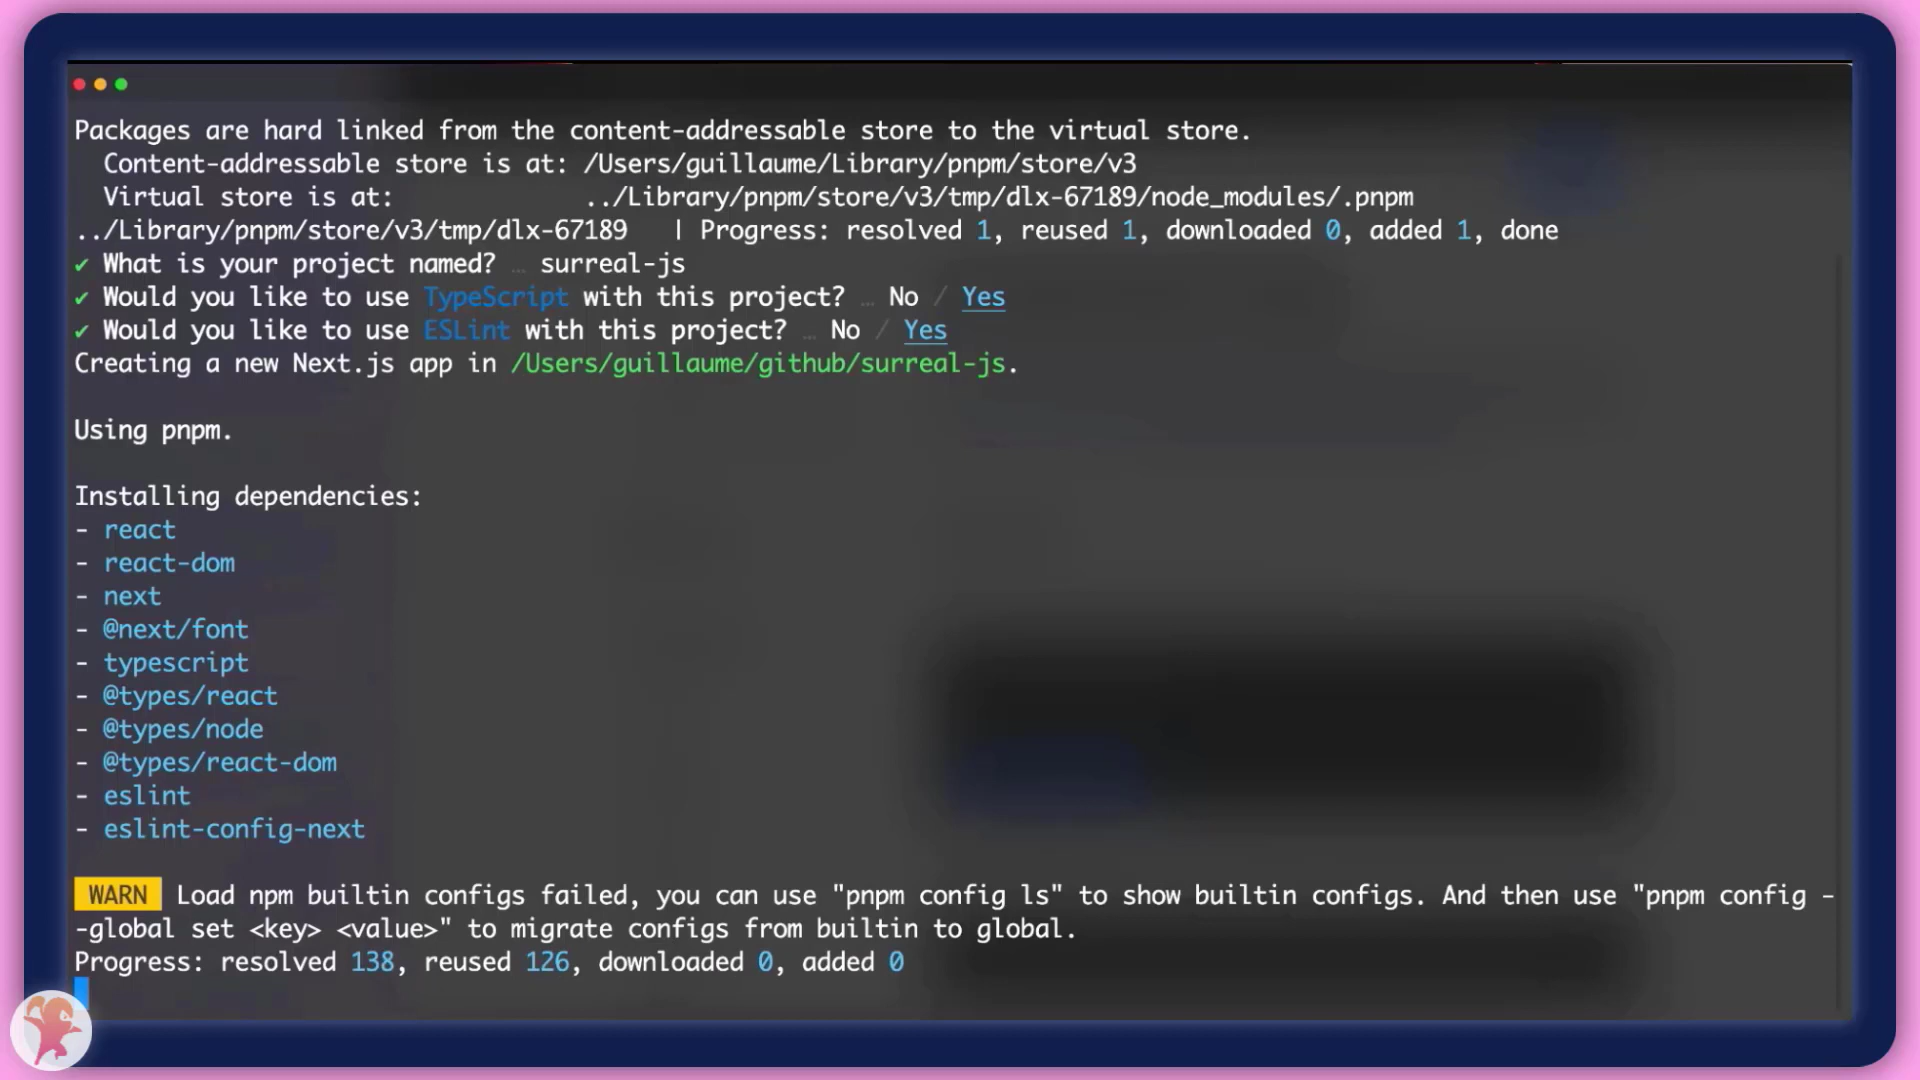 Packages are hard linked from the content-addressable store to the virtual store.
Content-addressable store is at: /Users/guillaume/Library/pnpm/store/v3
Virtual store is at: ../Library/pnpm/store/v3/tmp/dlx-67189/node_modules/.pnpm
../Library/pnpm/store/v3/tmp/dlx-67189 | Progress: resolved 1, reused 1, downloaded 0, added 1, done
✔ What is your project named? … surreal-js
✔ Would you like to use TypeScript with this project? … No / Yes
✔ Would you like to use ESLint with this project? … No / Yes
Creating a new Next.js app in /Users/guillaume/github/surreal-js.
Using pnpm.
Installing dependencies:
- react
- react-dom
- next
- @next/font
- typescript
- @types/react
- @types/node
- @types/react-dom
- eslint
- eslint-config-next
WARN Load npm builtin configs failed, you can use "pnpm config ls" to show builtin configs. And then use "pnpm config -
-global set <key> <value>" to migrate configs from builtin to global.
Progress: resolved 138, reused 126, downloaded 0, added 0